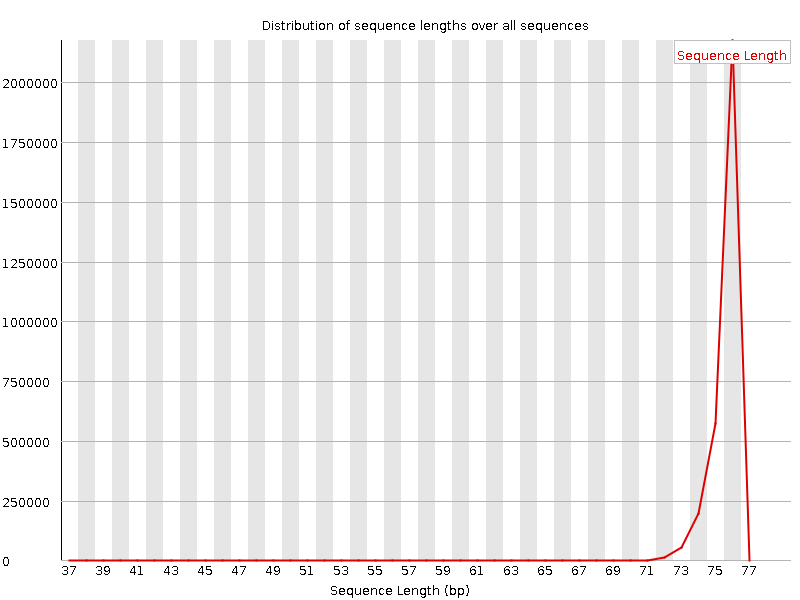 Distribution of sequence lengths over all sequences
Sequence Length
2000000
1750000
1500000
1250000
1000000
750000
500000
250000
0
37 39 41 43 45 47 49 51 53 55 57 59 61 63 65 67 69 71 73 75 77
Sequence Length (bp)